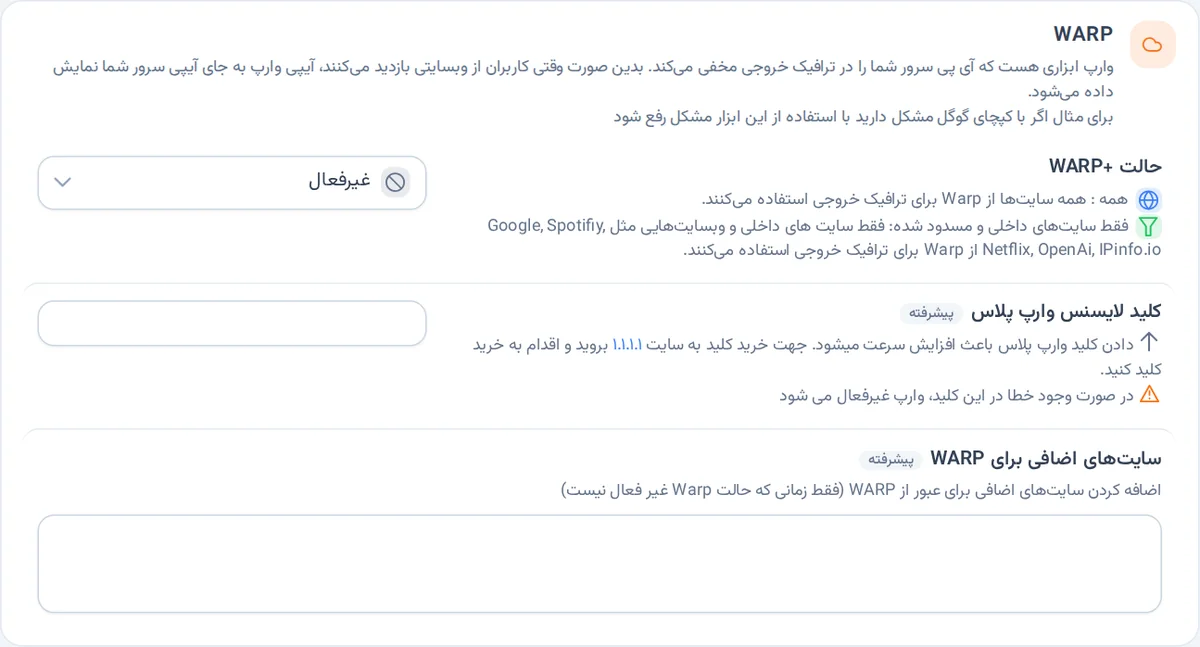 WARP
وارپ ابزاری هست که آی پی سرور شما را در ترافیک خروجی مخفی می‌کند. بدین صورت وقتی کاربران از وبسایتی بازدید می‌کنند، آیپی وارپ به جای آیپی سرور شما نمایش
داده می‌شود.
برای مثال اگر با کپچای گوگل مشکل دارید با استفاده از این ابزار مشکل رفع شود
حالت WARP+
غیرفعال
همه : همه سایت‌ها از Warp برای ترافیک خروجی استفاده می‌کنند.
فقط سایت‌های داخلی و مسدود شده: فقط سایت های داخلی و وبسایت‌هایی مثل Google, Spotifiy,
Netflix, OpenAi, IPinfo.io از Warp برای ترافیک خروجی استفاده می‌کنند.
کلید لایسنس وارپ پلاس پیشرفته
دادن کلید وارپ پلاس باعث افزایش سرعت میشود. جهت خرید کلید به سایت ۱.۱.۱.۱ بروید و اقدام به خرید
کلید کنید.
در صورت وجود خطا در این کلید، وارپ غیرفعال می شود
سایت‌های اضافی برای WARP پیشرفته
اضافه کردن سایت‌های اضافی برای عبور از WARP (فقط زمانی که حالت Warp غیر فعال نیست)